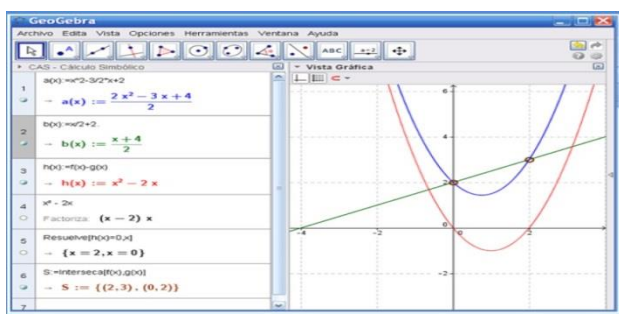 GeoGebra
Archivo Edita Vista Opciones Herramientas Ventana Ayuda
ABC a=2
CAS - Cálculo Simbólico
Vista Gráfica
1
a(x):=x^2-3/2*x+2
→ a(x) := (2 x² − 3 x + 4) / 2
2
b(x):=x/2+2
→ b(x) := (x + 4) / 2
3
h(x):=f(x)-g(x)
→ h(x) := x² − 2 x
4
x² - 2x
Factoriza: (x − 2) x
5
Resuelve[h(x)=0,x]
→ {x = 2, x = 0}
6
S:=Interseca[f(x),g(x)]
→ S := {(2, 3), (0, 2)}
7
6
4
2
-4 -2 0 2
-2